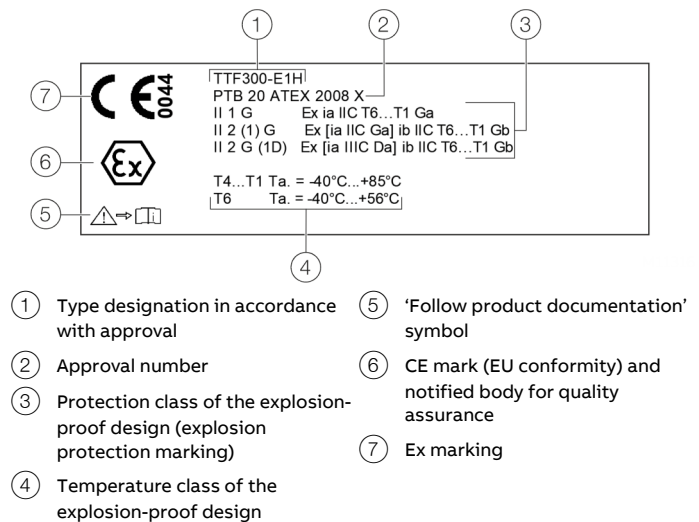 1 2 3
7 CE 0044
TTF300-E1H
PTB 20 ATEX 2008 X
II 1 G Ex ia IIC T6...T1 Ga
II 2 (1) G Ex [ia IIC Ga] ib IIC T6...T1 Gb
II 2 G (1D) Ex [ia IIIC Da] ib IIC T6...T1 Gb
6 Ex
T4...T1 Ta. = -40°C...+85°C
T6 Ta. = -40°C...+56°C
5 i
4
1 Type designation in accordance
with approval
2 Approval number
3 Protection class of the explosion-
proof design (explosion
protection marking)
4 Temperature class of the
explosion-proof design
5 ‘Follow product documentation’
symbol
6 CE mark (EU conformity) and
notified body for quality
assurance
7 Ex marking